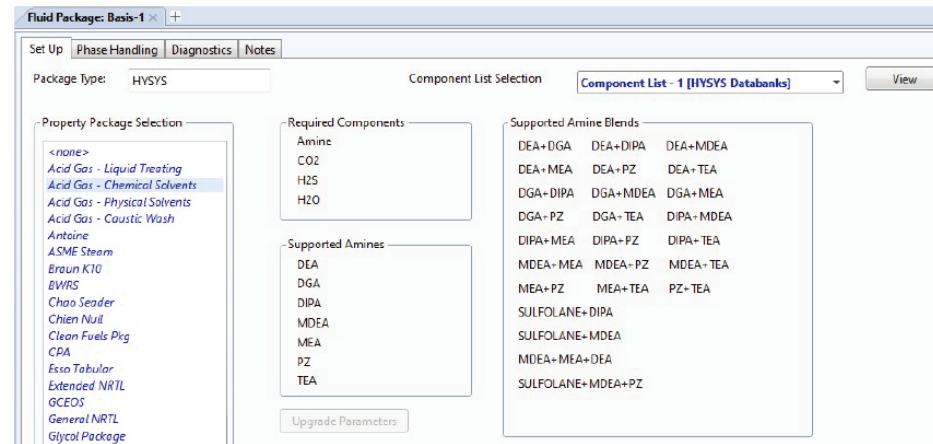 Fluid Package: Basis-1 × +
Set Up Phase Handling Diagnostics Notes
Package Type: HYSYS Component List Selection Component List - 1 [HYSYS Databanks] View
Property Package Selection
<none>
Acid Gas - Liquid Treating
Acid Gas - Chemical Solvents
Acid Gas - Physical Solvents
Acid Gas - Caustic Wash
Antoine
ASME Steam
Braun K10
BWRS
Chao Seader
Chien Null
Clean Fuels Pkg
CPA
Esso Tabular
Extended NRTL
GCEOS
General NRTL
Glycol Package
Required Components
Amine
CO2
H2S
H2O
Supported Amines
DEA
DGA
DIPA
MDEA
MEA
PZ
TEA
Upgrade Parameters
Supported Amine Blends
DEA+DGA DEA+DIPA DEA+MDEA
DEA+MEA DEA+PZ DEA+TEA
DGA+DIPA DGA+MDEA DGA+MEA
DGA+PZ DGA+TEA DIPA+MDEA
DIPA+MEA DIPA+PZ DIPA+TEA
MDEA+MEA MDEA+PZ MDEA+TEA
MEA+PZ MEA+TEA PZ+TEA
SULFOLANE+DIPA
SULFOLANE+MDEA
MDEA+MEA+DEA
SULFOLANE+MDEA+PZ